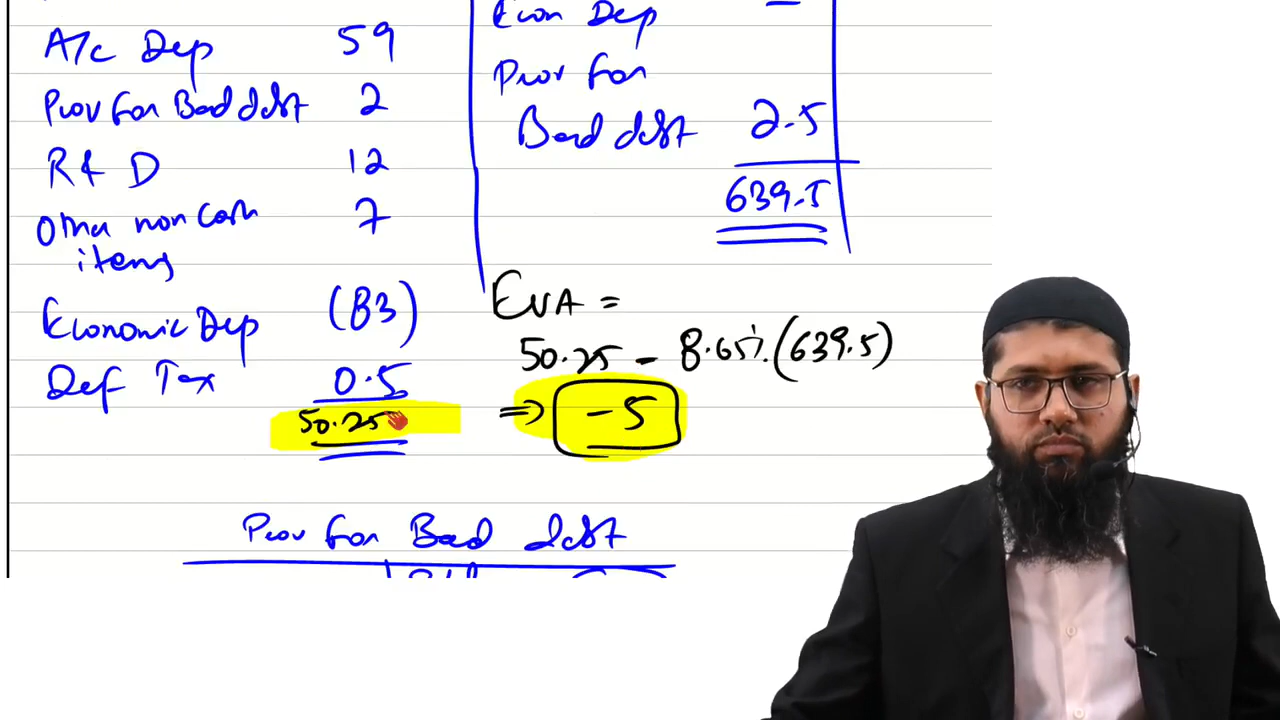 A/c Dep 59
Prov for Bad debt 2
R & D 12
Other non Cash 7
items
Economic Dep (83)
Def Tax 0.5
50.25
Econ Dep –
Prov for
Bad debt 2.5
639.5
EVA =
50.25 - 8.65%(639.5)
⇒ -5
Prov for Bad debt